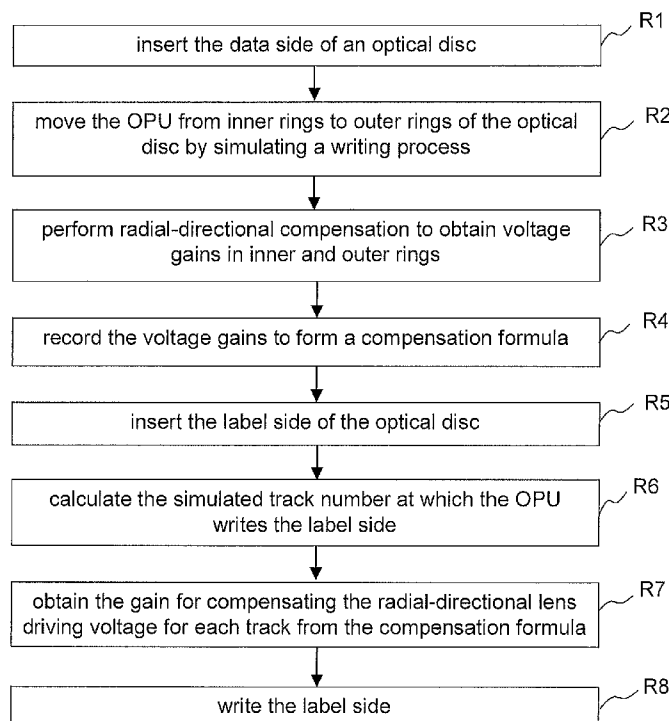 R1
insert the data side of an optical disc
R2
move the OPU from inner rings to outer rings of the optical
disc by simulating a writing process
R3
perform radial-directional compensation to obtain voltage
gains in inner and outer rings
R4
record the voltage gains to form a compensation formula
R5
insert the label side of the optical disc
R6
calculate the simulated track number at which the OPU
writes the label side
R7
obtain the gain for compensating the radial-directional lens
driving voltage for each track from the compensation formula
R8
write the label side